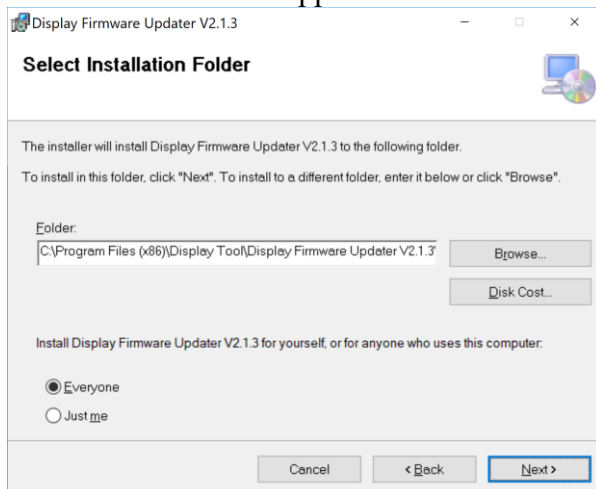 Display Firmware Updater V2.1.3
Select Installation Folder
The installer will install Display Firmware Updater V2.1.3 to the following folder.
To install in this folder, click "Next". To install to a different folder, enter it below or click "Browse".
Folder:
C:\Program Files (x86)\Display Tool\Display Firmware Updater V2.1.3\
Browse...
Disk Cost...
Install Display Firmware Updater V2.1.3 for yourself, or for anyone who uses this computer:
Everyone
Just me
Cancel
< Back
Next >